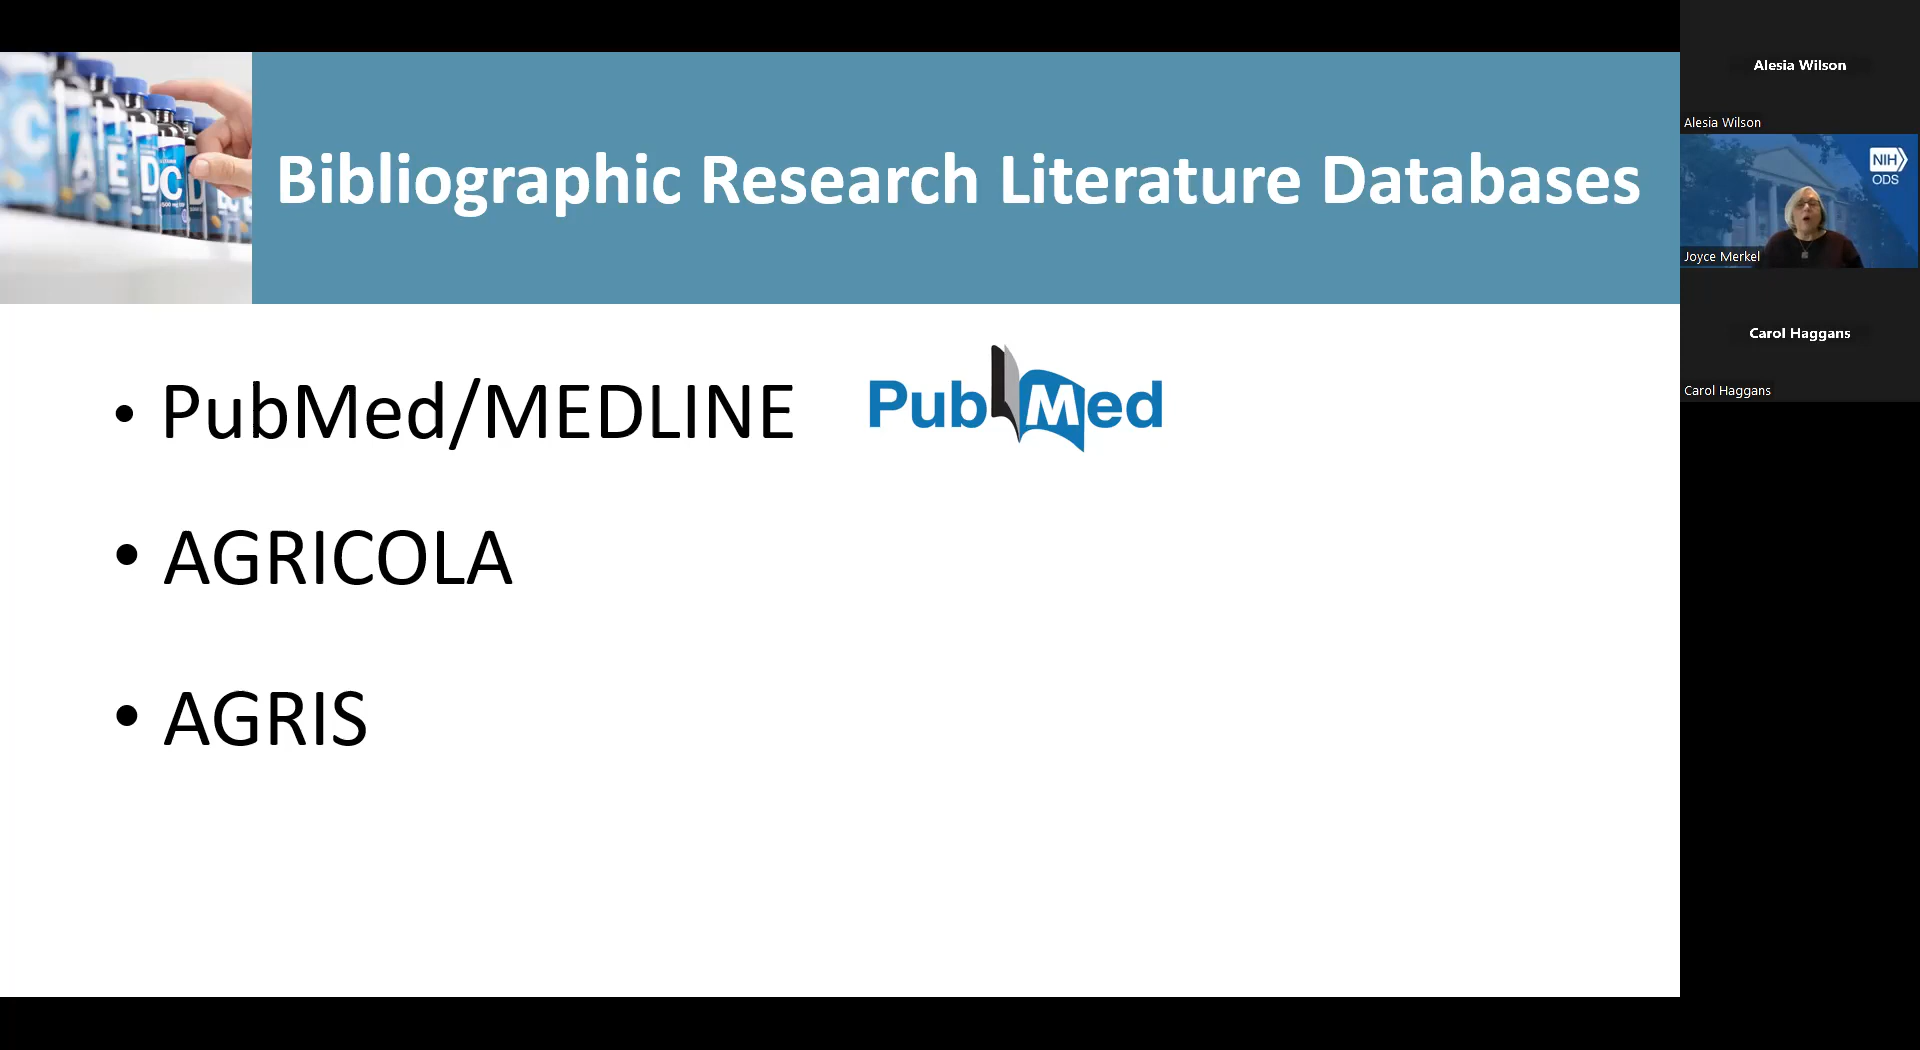 Bibliographic Research Literature Databases
• PubMed/MEDLINE
PubMed
• AGRICOLA
• AGRIS
C
A
E
D
C
D
Alesia Wilson
Alesia Wilson
NIH
ODS
Joyce Merkel
Carol Haggans
Carol Haggans